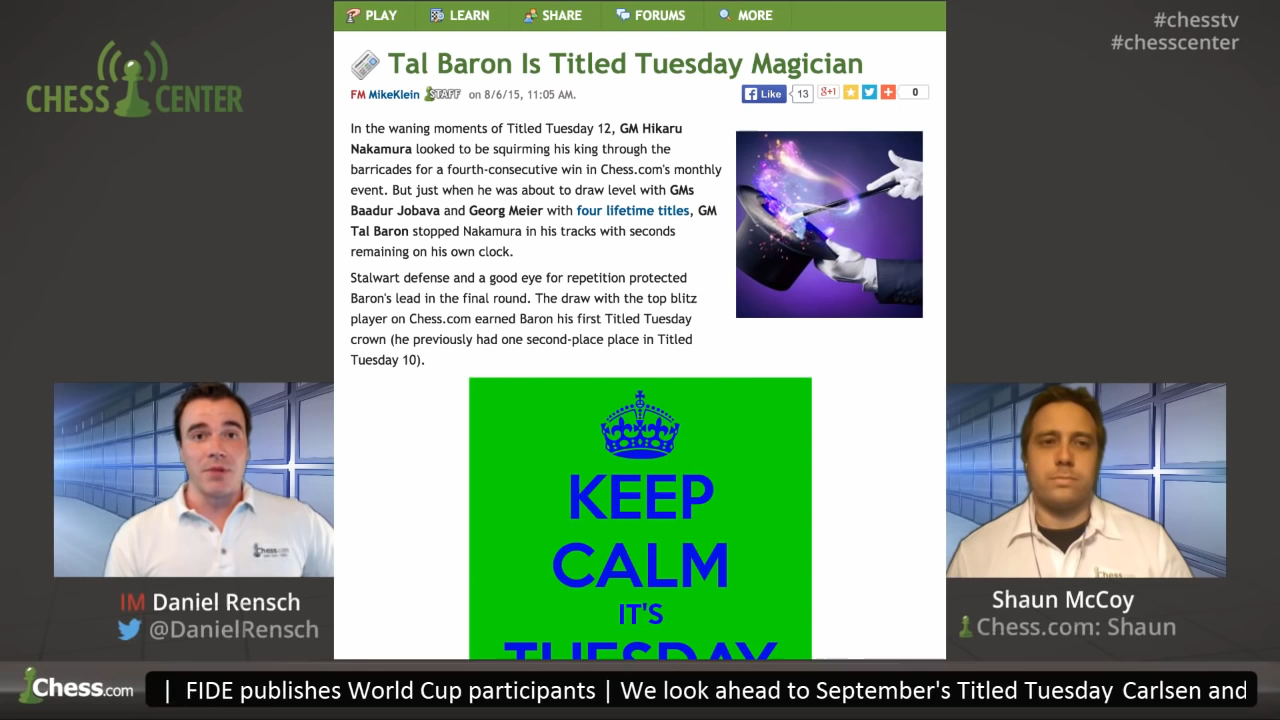 PLAY LEARN SHARE FORUMS MORE
#chesstv
#chesscenter
CHESS CENTER
Tal Baron Is Titled Tuesday Magician
FM MikeKlein STAFF on 8/6/15, 11:05 AM.
Like 13 g+1 0
In the waning moments of Titled Tuesday 12, GM Hikaru
Nakamura looked to be squirming his king through the
barricades for a fourth-consecutive win in Chess.com's monthly
event. But just when he was about to draw level with GMs
Baadur Jobava and Georg Meier with four lifetime titles, GM
Tal Baron stopped Nakamura in his tracks with seconds
remaining on his own clock.
Stalwart defense and a good eye for repetition protected
Baron's lead in the final round. The draw with the top blitz
player on Chess.com earned Baron his first Titled Tuesday
crown (he previously had one second-place place in Titled
Tuesday 10).
KEEP
CALM
IT'S
TUESDAY
Chess.com
IM Daniel Rensch
@DanielRensch
Shaun McCoy
Chess.com: Shaun
Chess.com | FIDE publishes World Cup participants | We look ahead to September's Titled Tuesday Carlsen and